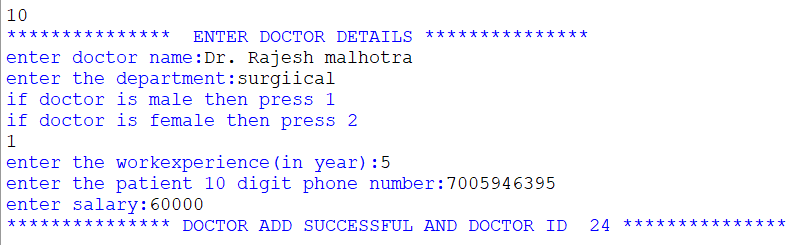 10
***************  ENTER DOCTOR DETAILS ***************
enter doctor name:Dr. Rajesh malhotra
enter the department:surgiical
if doctor is male then press 1
if doctor is female then press 2
1
enter the workexperience(in year):5
enter the patient 10 digit phone number:7005946395
enter salary:60000
*************** DOCTOR ADD SUCCESSFUL AND DOCTOR ID  24 ***************